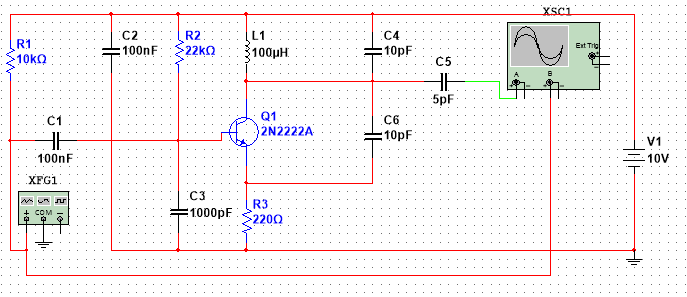 XSC1
R1
10kΩ
C2
100nF
R2
22kΩ
L1
100µH
C4
10pF
C5
5pF
Ext Trig
A
B
C1
100nF
Q1
2N2222A
C6
10pF
V1
10V
XFG1
COM
C3
1000pF
R3
220Ω